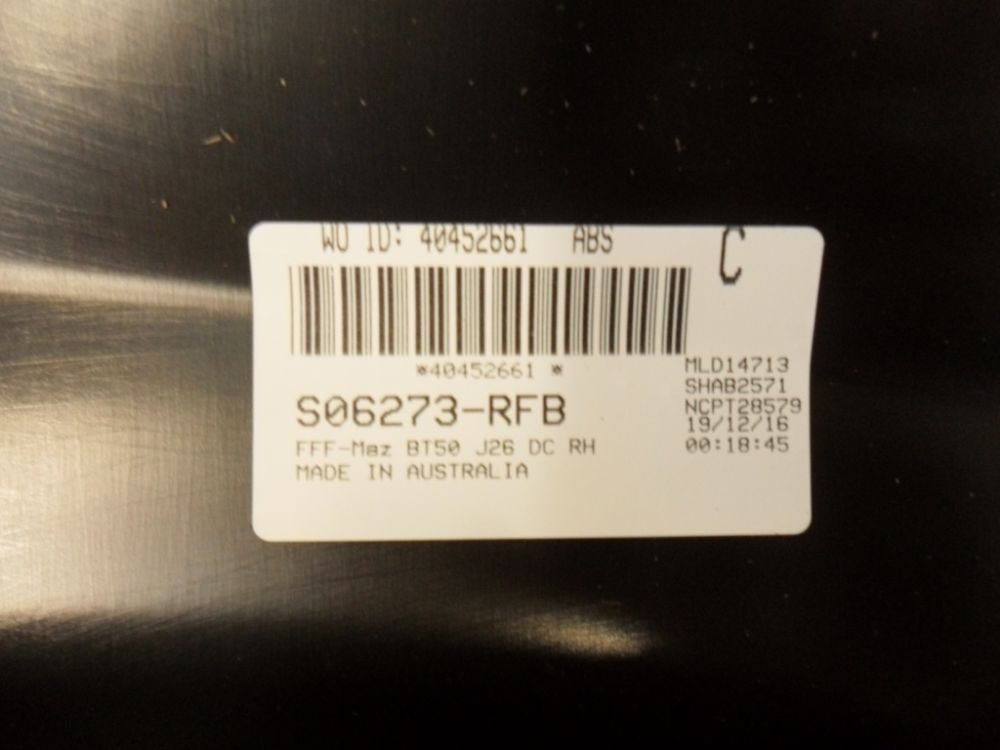 WO ID: 40452661 ABS C
*40452661 *
MLD14713
SHAB2571
NCPT28579
19/12/16
00:18:45
S06273-RFB
FFF-Maz BT50 J26 DC RH
MADE IN AUSTRALIA